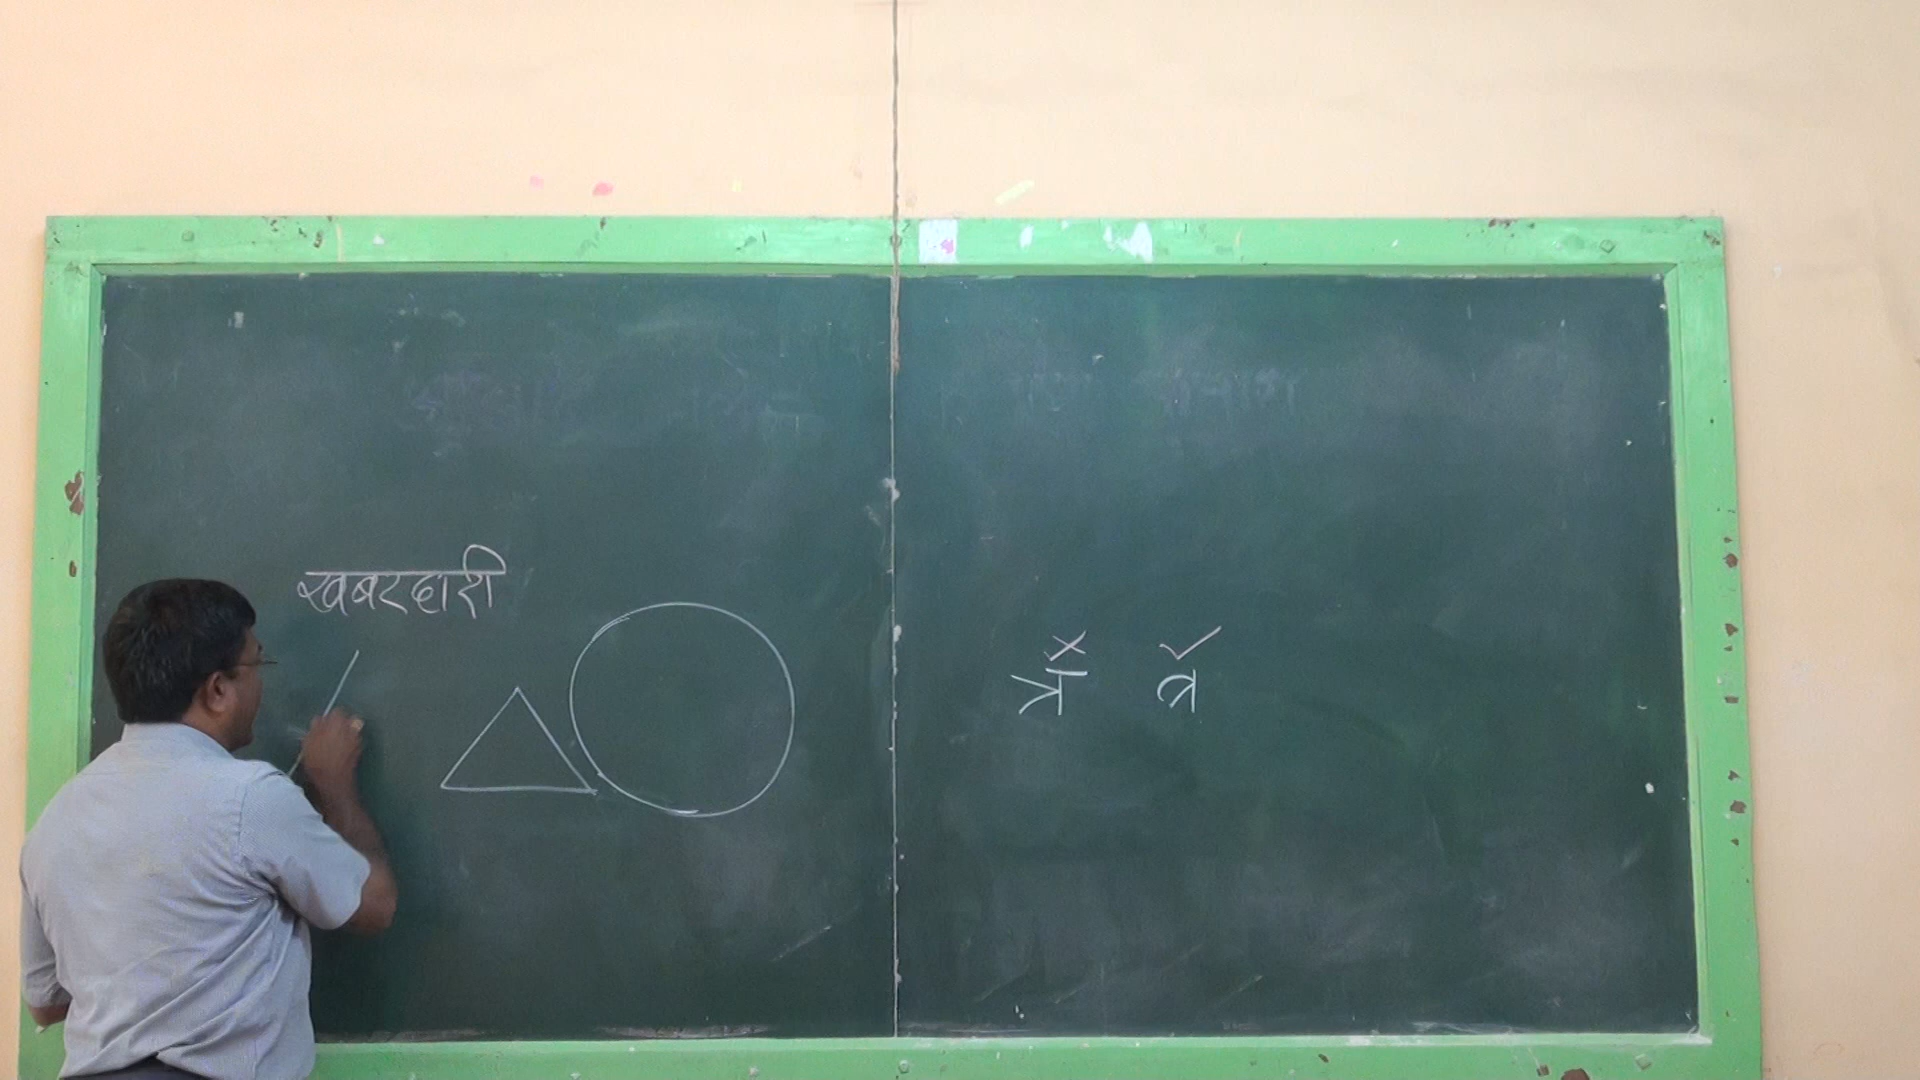 खबरदारी
त्र × त्र ✓